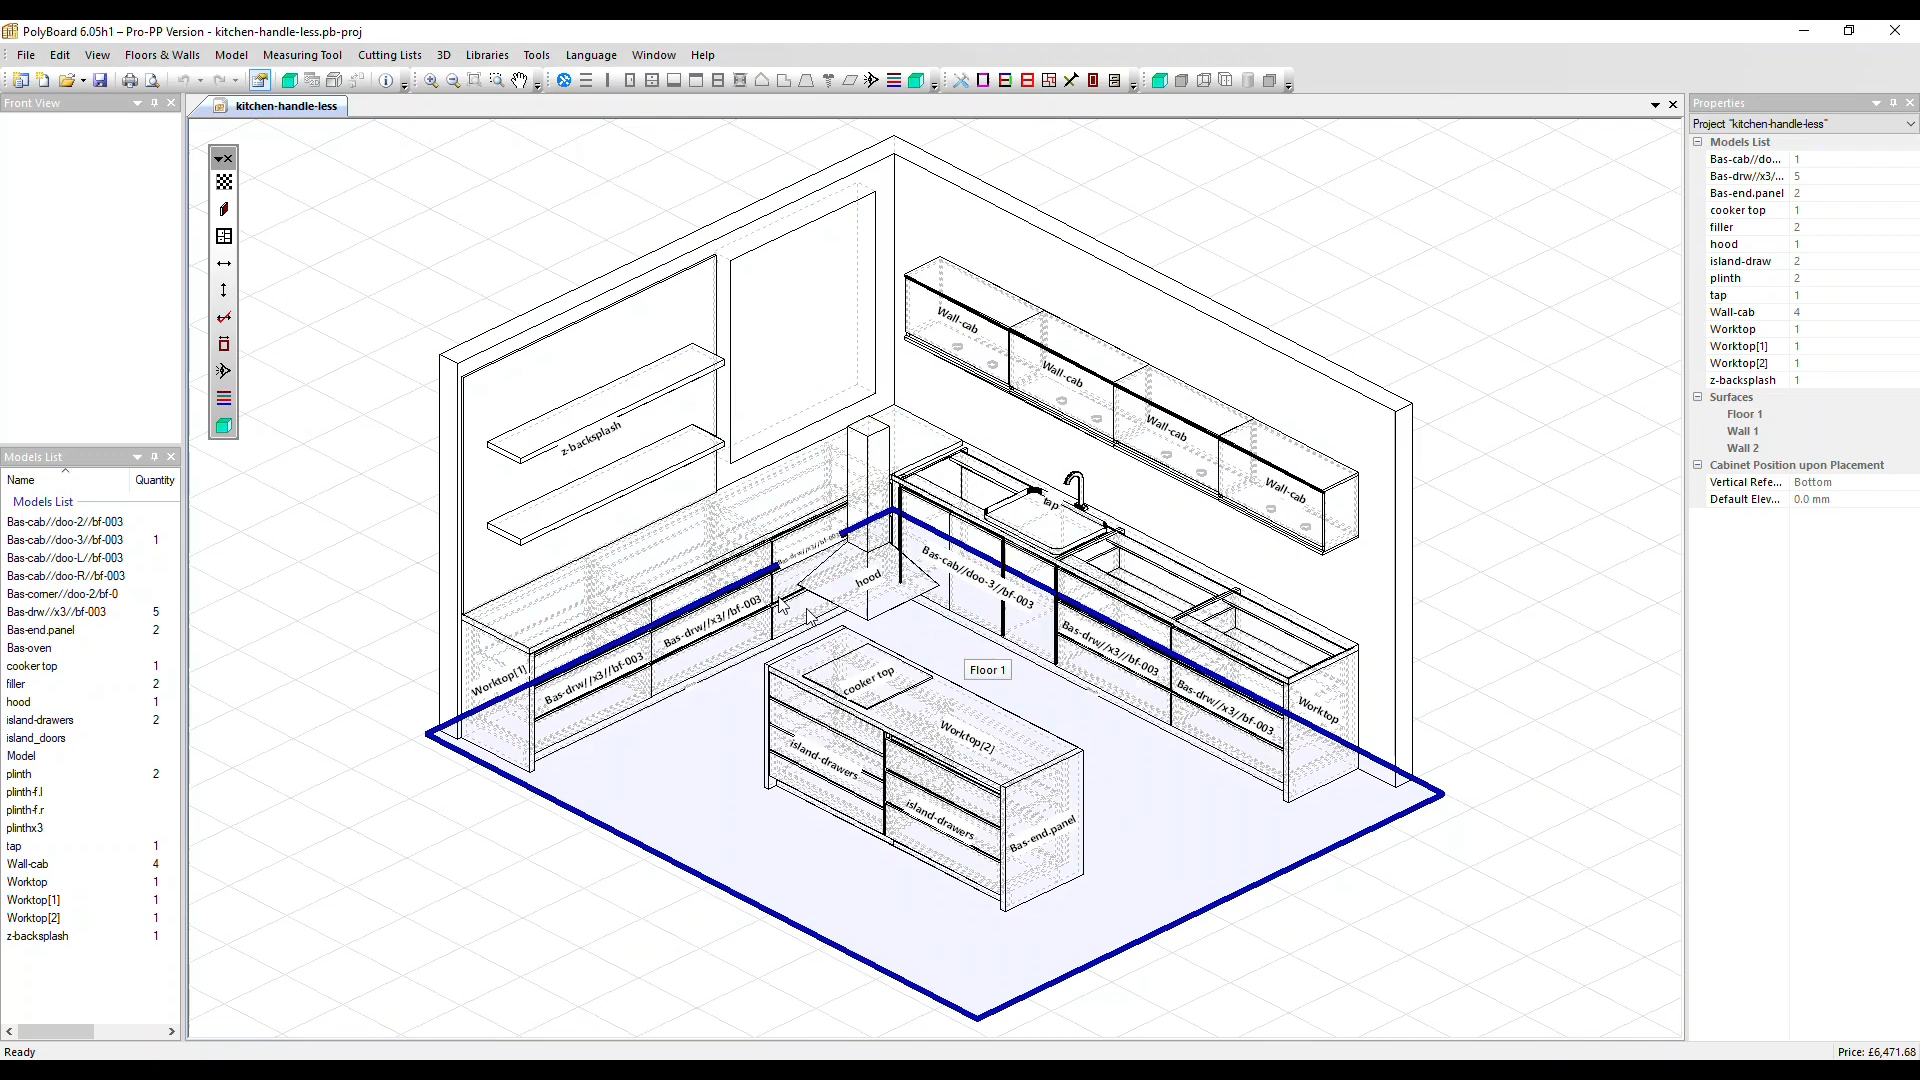 PolyBoard 6.05h1 – Pro-PP Version - kitchen-handle-less.pb-proj
File Edit View Floors & Walls Model Measuring Tool Cutting Lists 3D Libraries Tools Language Window Help
Front View
kitchen-handle-less
Properties
Project "kitchen-handle-less"
Models List
Bas-cab//do... 1
Bas-drw//x3/... 5
Bas-end.panel 2
cooker top 1
filler 2
hood 1
island-draw 2
plinth 2
tap 1
Wall-cab 4
Worktop 1
Worktop[1] 1
Worktop[2] 1
z-backsplash 1
Surfaces
Floor 1
Wall 1
Wall 2
Cabinet Position upon Placement
Vertical Refe... Bottom
Default Elev... 0.0 mm
Models List
Name Quantity
Models List
Bas-cab//doo-2//bf-003
Bas-cab//doo-3//bf-003 1
Bas-cab//doo-L//bf-003
Bas-cab//doo-R//bf-003
Bas-corner//doo-2/bf-0
Bas-drw//x3//bf-003 5
Bas-end.panel 2
Bas-oven
cooker top 1
filler 2
hood 1
island-drawers 2
island_doors
Model
plinth 2
plinth-f.l
plinth-f.r
plinthx3
tap 1
Wall-cab 4
Worktop 1
Worktop[1] 1
Worktop[2] 1
z-backsplash 1
Wall-cab
Wall-cab
Wall-cab
Wall-cab
z-backsplash
tap
Bas-drw//x3//bf-003
hood
Bas-cab//doo-3//bf-003
Bas-drw//x3//bf-003
Bas-drw//x3//bf-003
Bas-drw//x3//bf-003
Bas-drw//x3//bf-003
Worktop[1]
Worktop
Floor 1
cooker top
Worktop[2]
island-drawers
island-drawers
Bas-end.panel
Ready
Price: £6,471.68